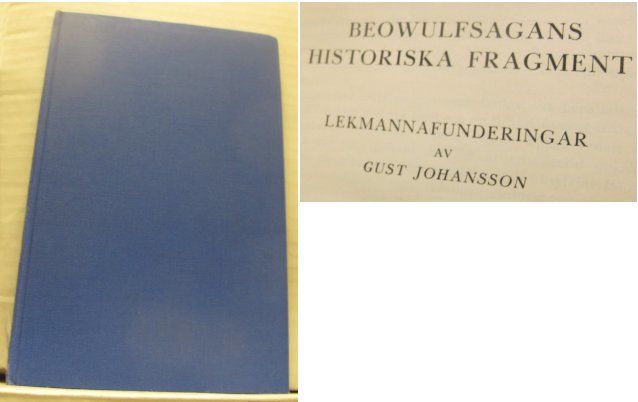 BEOWULFSAGANS
HISTORISKA FRAGMENT
LEKMANNAFUNDERINGAR
AV
GUST JOHANSSON